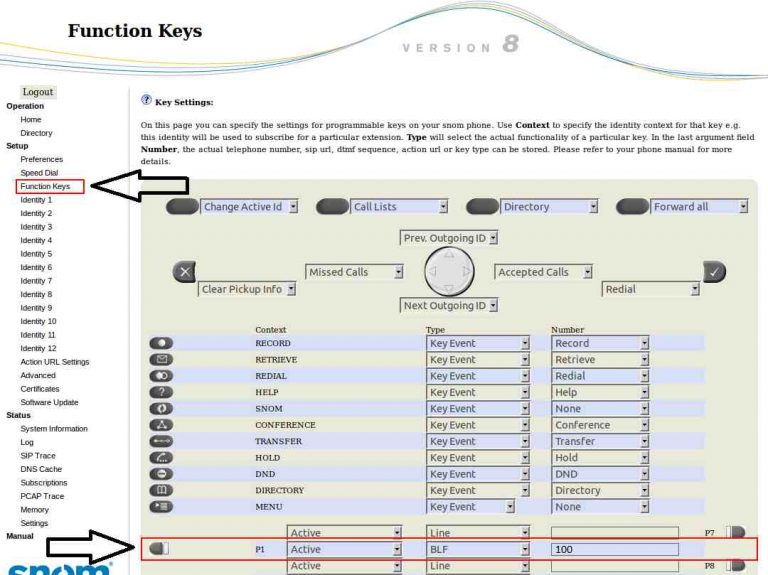 Function Keys
VERSION 8
Logout
Operation
Home
Directory
Setup
Preferences
Speed Dial
Function Keys
Identity 1
Identity 2
Identity 3
Identity 4
Identity 5
Identity 6
Identity 7
Identity 8
Identity 9
Identity 10
Identity 11
Identity 12
Action URL Settings
Advanced
Certificates
Software Update
Status
System Information
Log
SIP Trace
DNS Cache
Subscriptions
PCAP Trace
Memory
Settings
Manual
snom
? Key Settings:
On this page you can specify the settings for programmable keys on your snom phone. Use Context to specify the identity context for that key e.g.
this identity will be used to subscribe for a particular extension. Type will select the actual functionality of a particular key. In the last argument field
Number, the actual telephone number, sip url, dtmf sequence, action url or key type can be stored. Please refer to your phone manual for more
details.
Change Active Id Call Lists Directory Forward all
Prev. Outgoing ID
Missed Calls Accepted Calls
Clear Pickup Info Redial
Next Outgoing ID
Context Type Number
RECORD Key Event Record
RETRIEVE Key Event Retrieve
REDIAL Key Event Redial
? HELP Key Event Help
SNOM Key Event None
CONFERENCE Key Event Conference
TRANSFER Key Event Transfer
HOLD Key Event Hold
DND Key Event DND
DIRECTORY Key Event Directory
MENU Key Event None
Active Line P7
P1 Active BLF 100
Active Line P8